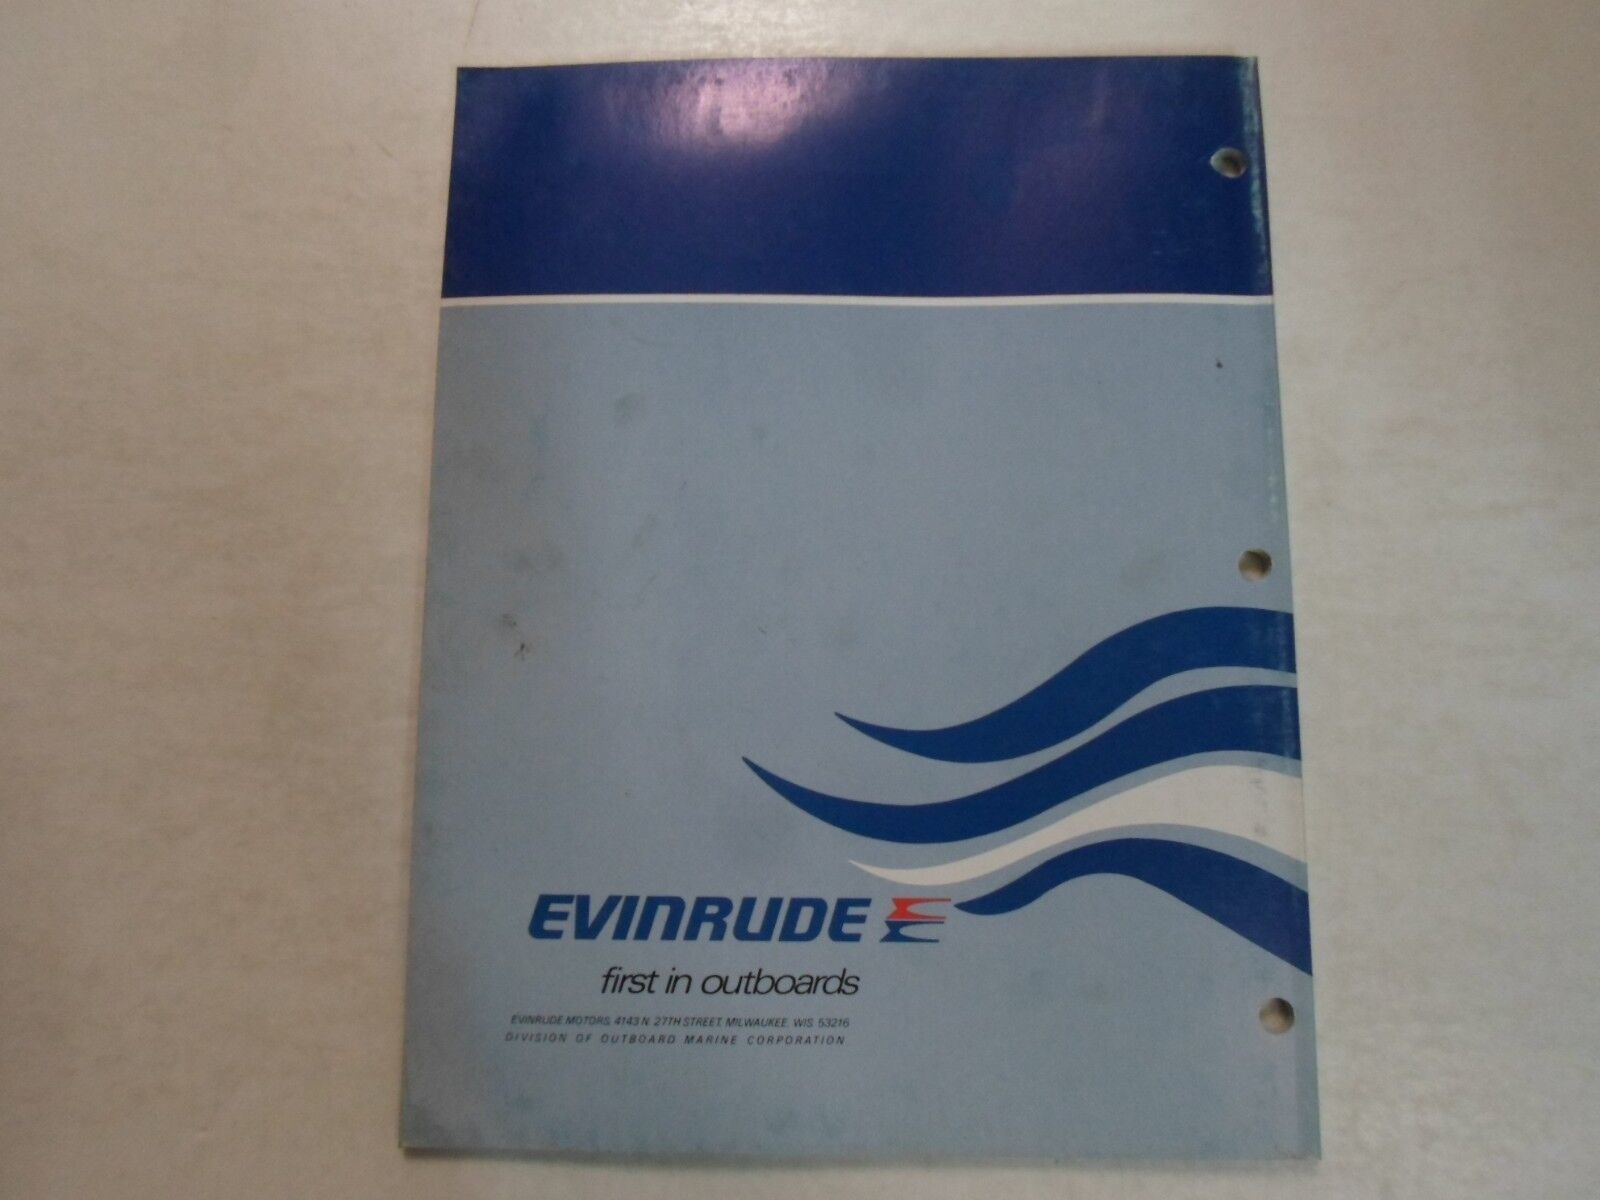 EVINRUDE
first in outboards
EVINRUDE MOTORS, 4143 N. 27TH STREET, MILWAUKEE, WIS. 53216
DIVISION OF OUTBOARD MARINE CORPORATION